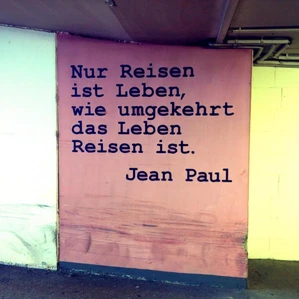 Nur Reisen
ist Leben,
wie umgekehrt
das Leben
Reisen ist.
Jean Paul